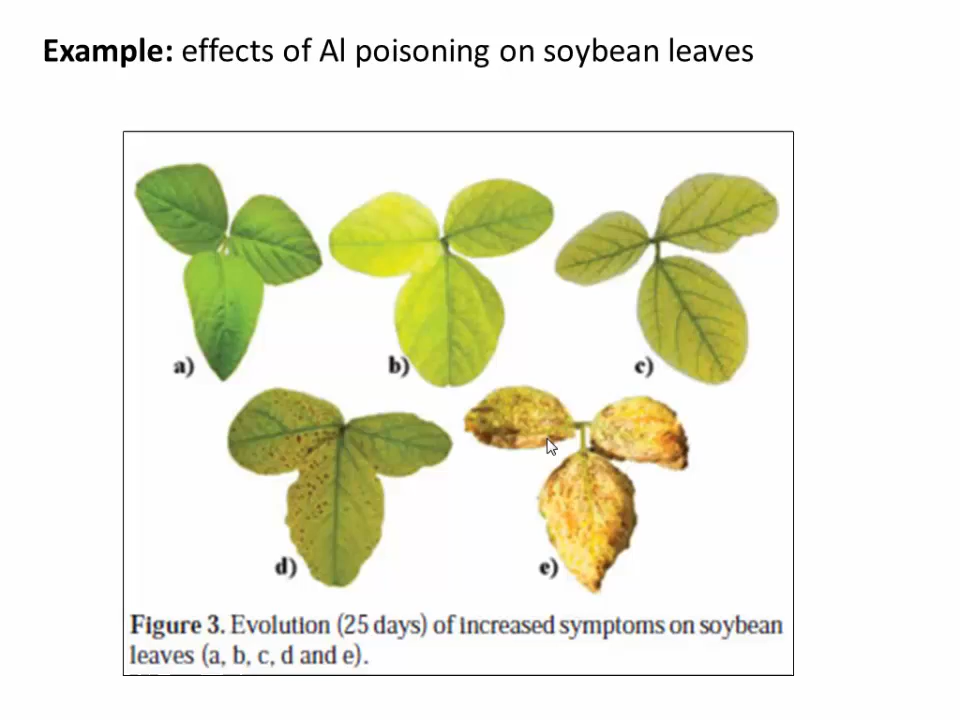 Example: effects of Al poisoning on soybean leaves
a)
b)
c)
d)
e)
Figure 3. Evolution (25 days) of increased symptoms on soybean
leaves (a, b, c, d and e).